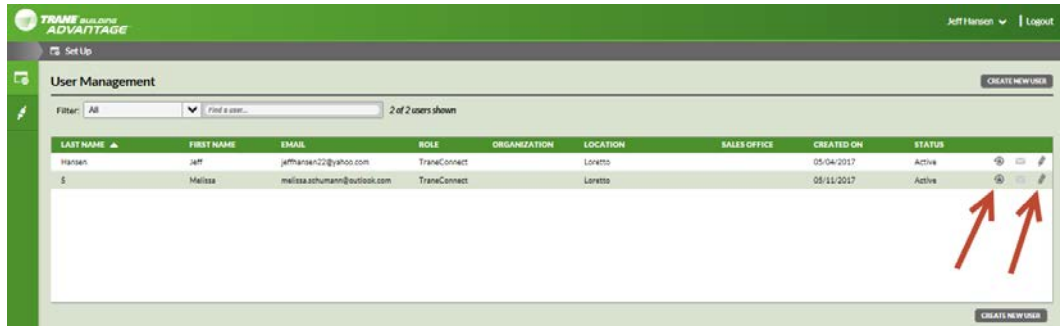 TRANE BUILDING
ADVANTAGE
Jeff Hansen | Logout
Set Up
User Management
CREATE NEW USER
Filter: All Find a user... 2 of 2 users shown
LAST NAME FIRST NAME EMAIL ROLE ORGANIZATION LOCATION SALES OFFICE CREATED ON STATUS
Hansen Jeff jeffhansen22@yahoo.com TraneConnect Loretto 05/04/2017 Active
S Melissa melissa.schumann@outlook.com TraneConnect Loretto 05/11/2017 Active
CREATE NEW USER